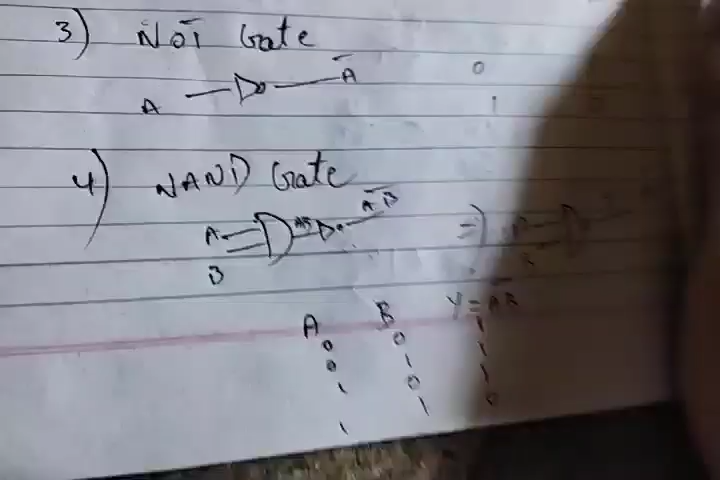 3) NOT Gate
A Ā 0
1
4) NAND Gate
A AB
B
A B Y = AB
0 0 1
0 1 1
1 0 1
1 1 0